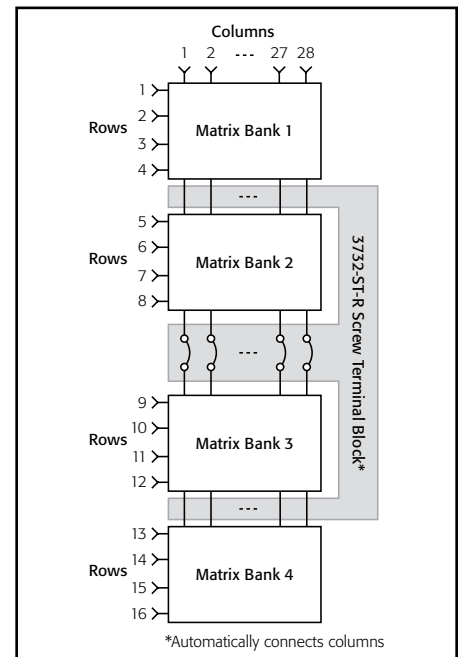 Columns
1 2 --- 27 28
1
2
Rows
3
4
Matrix Bank 1
---
5
6
Rows
7
8
Matrix Bank 2
---
9
10
Rows
11
12
Matrix Bank 3
---
13
14
Rows
15
16
Matrix Bank 4
3732-ST-R Screw Terminal Block*
*Automatically connects columns